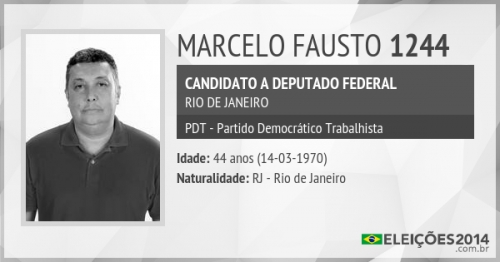 MARCELO FAUSTO 1244
CANDIDATO A DEPUTADO FEDERAL
RIO DE JANEIRO
PDT - Partido Democrático Trabalhista
Idade: 44 anos (14-03-1970)
Naturalidade: RJ - Rio de Janeiro
ELEIÇÕES2014
.com.br